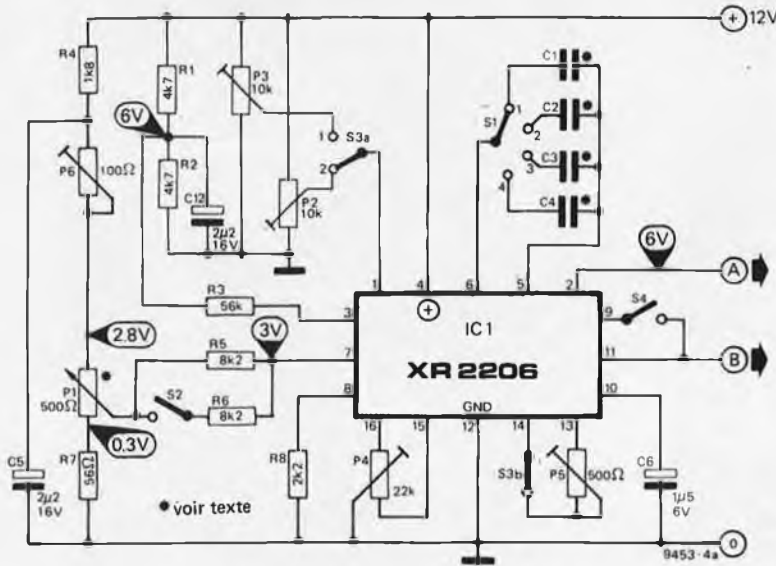 + 12V
R4
1k8
R1
4k7
P3
10k
C1
6V
S3a
1
2
S1
1
2
3
4
C2
C3
C4
P6
100Ω
R2
4k7
C12
2µ2
16V
P2
10k
6V
A
1
4
6
5
2
R3
56k
3
+
IC1
9
S4
2.8V
3V
R5
8k2
7
XR 2206
11
B
P1
500Ω
S2
R6
8k2
8
GND
10
0.3V
16
15
12
14
13
C5
2µ2
16V
R7
56Ω
R8
2k2
P4
22k
S3b
P5
500Ω
C6
1µ5
6V
voir texte
0
9453-4a